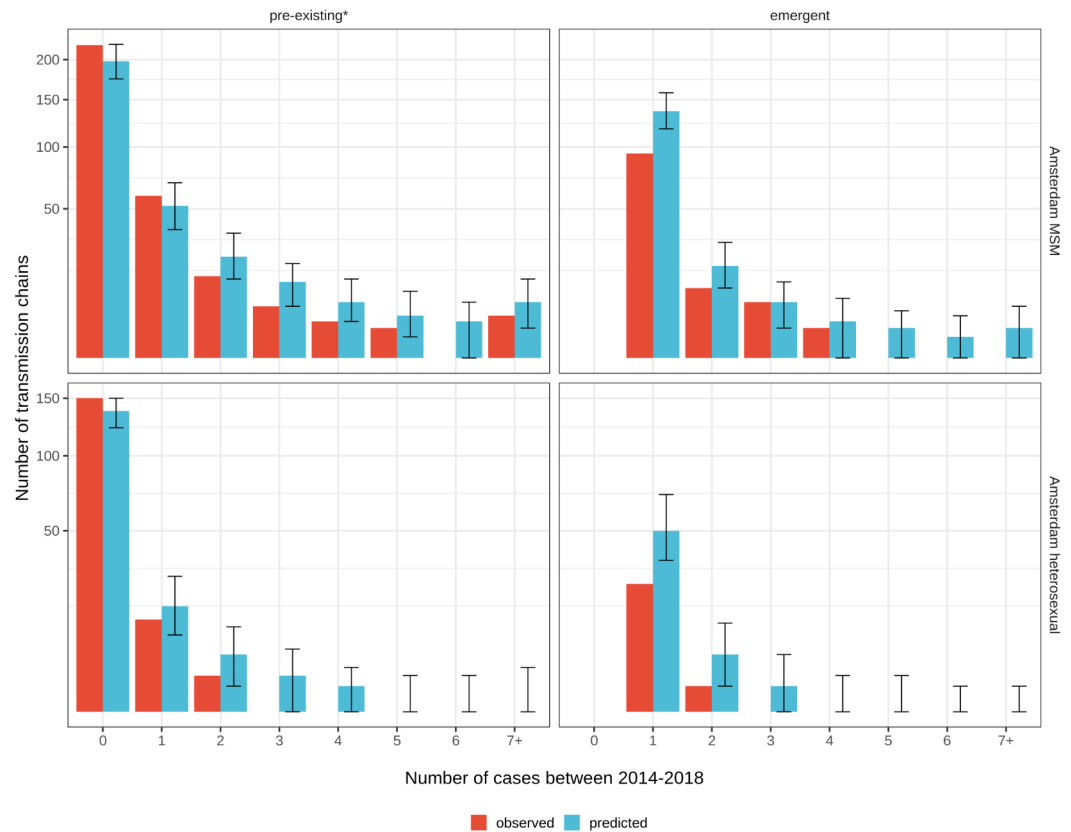 pre-existing*
emergent
200
150
100
50
Amsterdam MSM
Number of transmission chains
150
100
50
Amsterdam heterosexual
0 1 2 3 4 5 6 7+
0 1 2 3 4 5 6 7+
Number of cases between 2014-2018
observed predicted